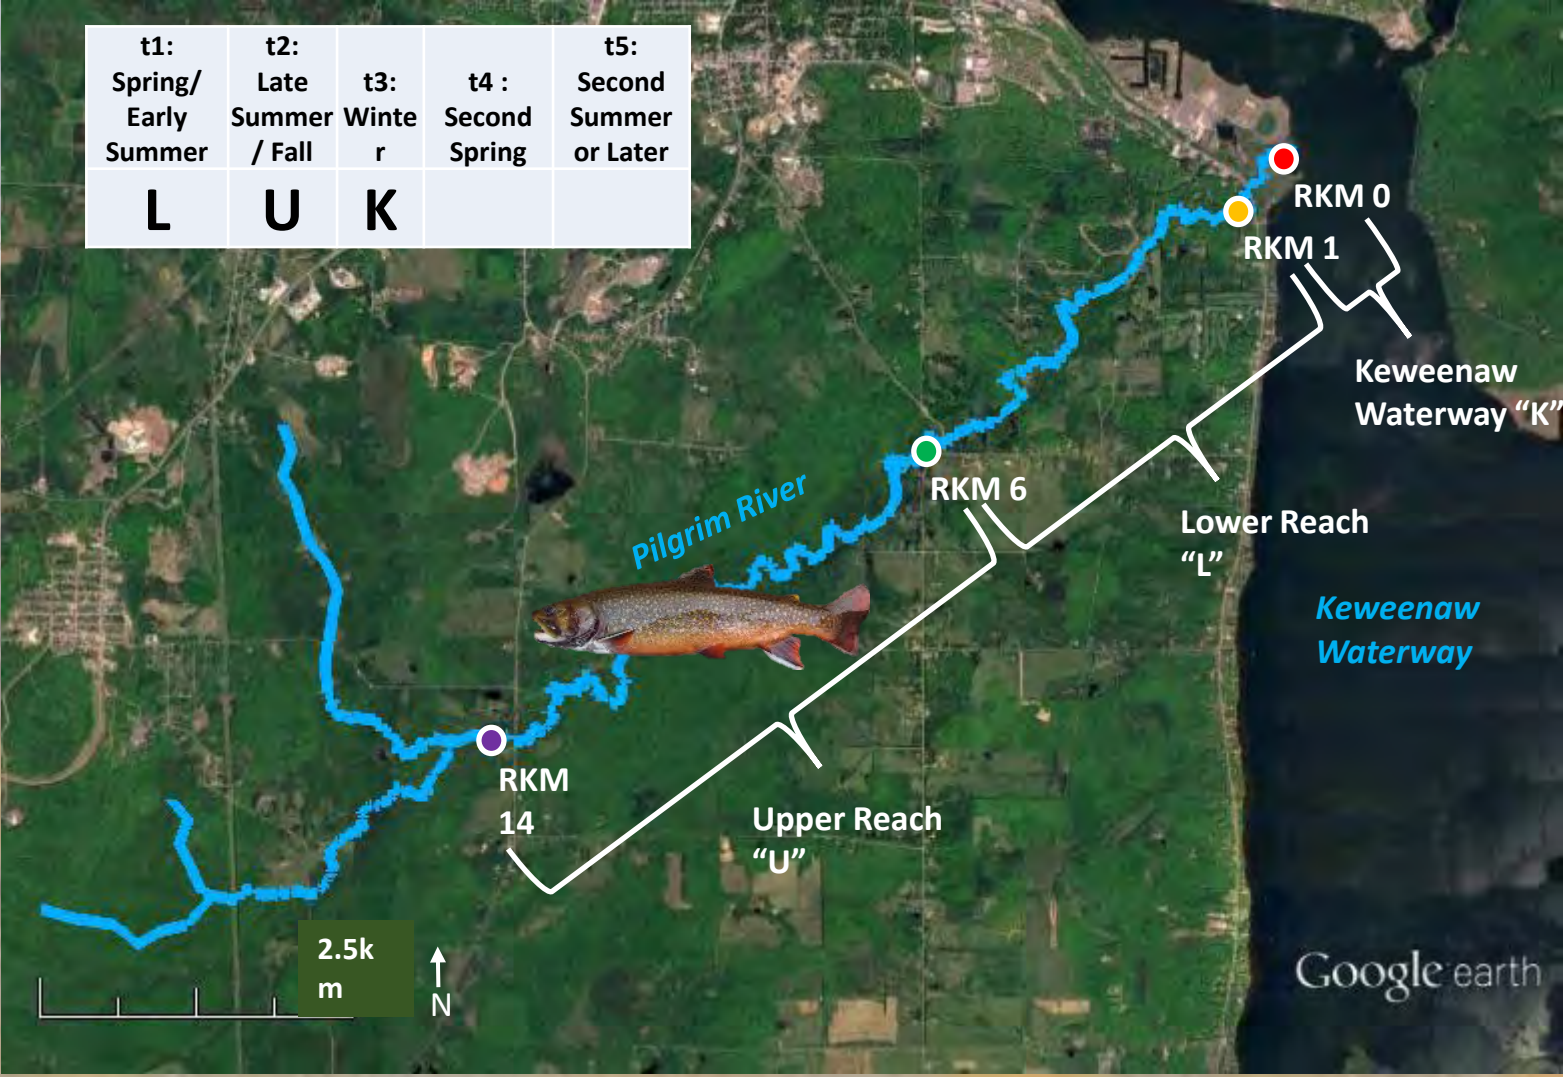 t1:
Spring/
Early
Summer
t2:
Late
Summer
/ Fall
t3:
Winte
r
t4 :
Second
Spring
t5:
Second
Summer
or Later
L
U
K
RKM 0
RKM 1
Keweenaw
Waterway “K”
RKM 6
Pilgrim River
Lower Reach
“L”
Keweenaw
Waterway
RKM
14
Upper Reach
“U”
2.5k
m
N
Google earth